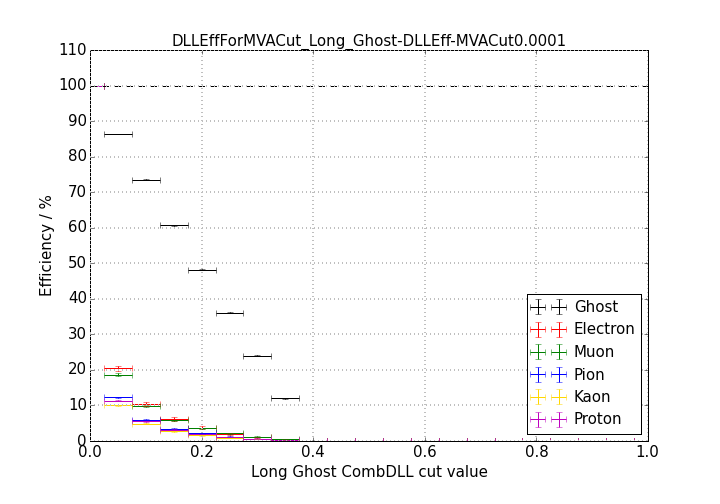 DLLEffForMVACut_Long_Ghost-DLLEff-MVACut0.0001
110
100
90
80
70
60
50
40
30
20
10
0
Efficiency / %
Ghost
Electron
Muon
Pion
Kaon
Proton
0.0 0.2 0.4 0.6 0.8 1.0
Long Ghost CombDLL cut value